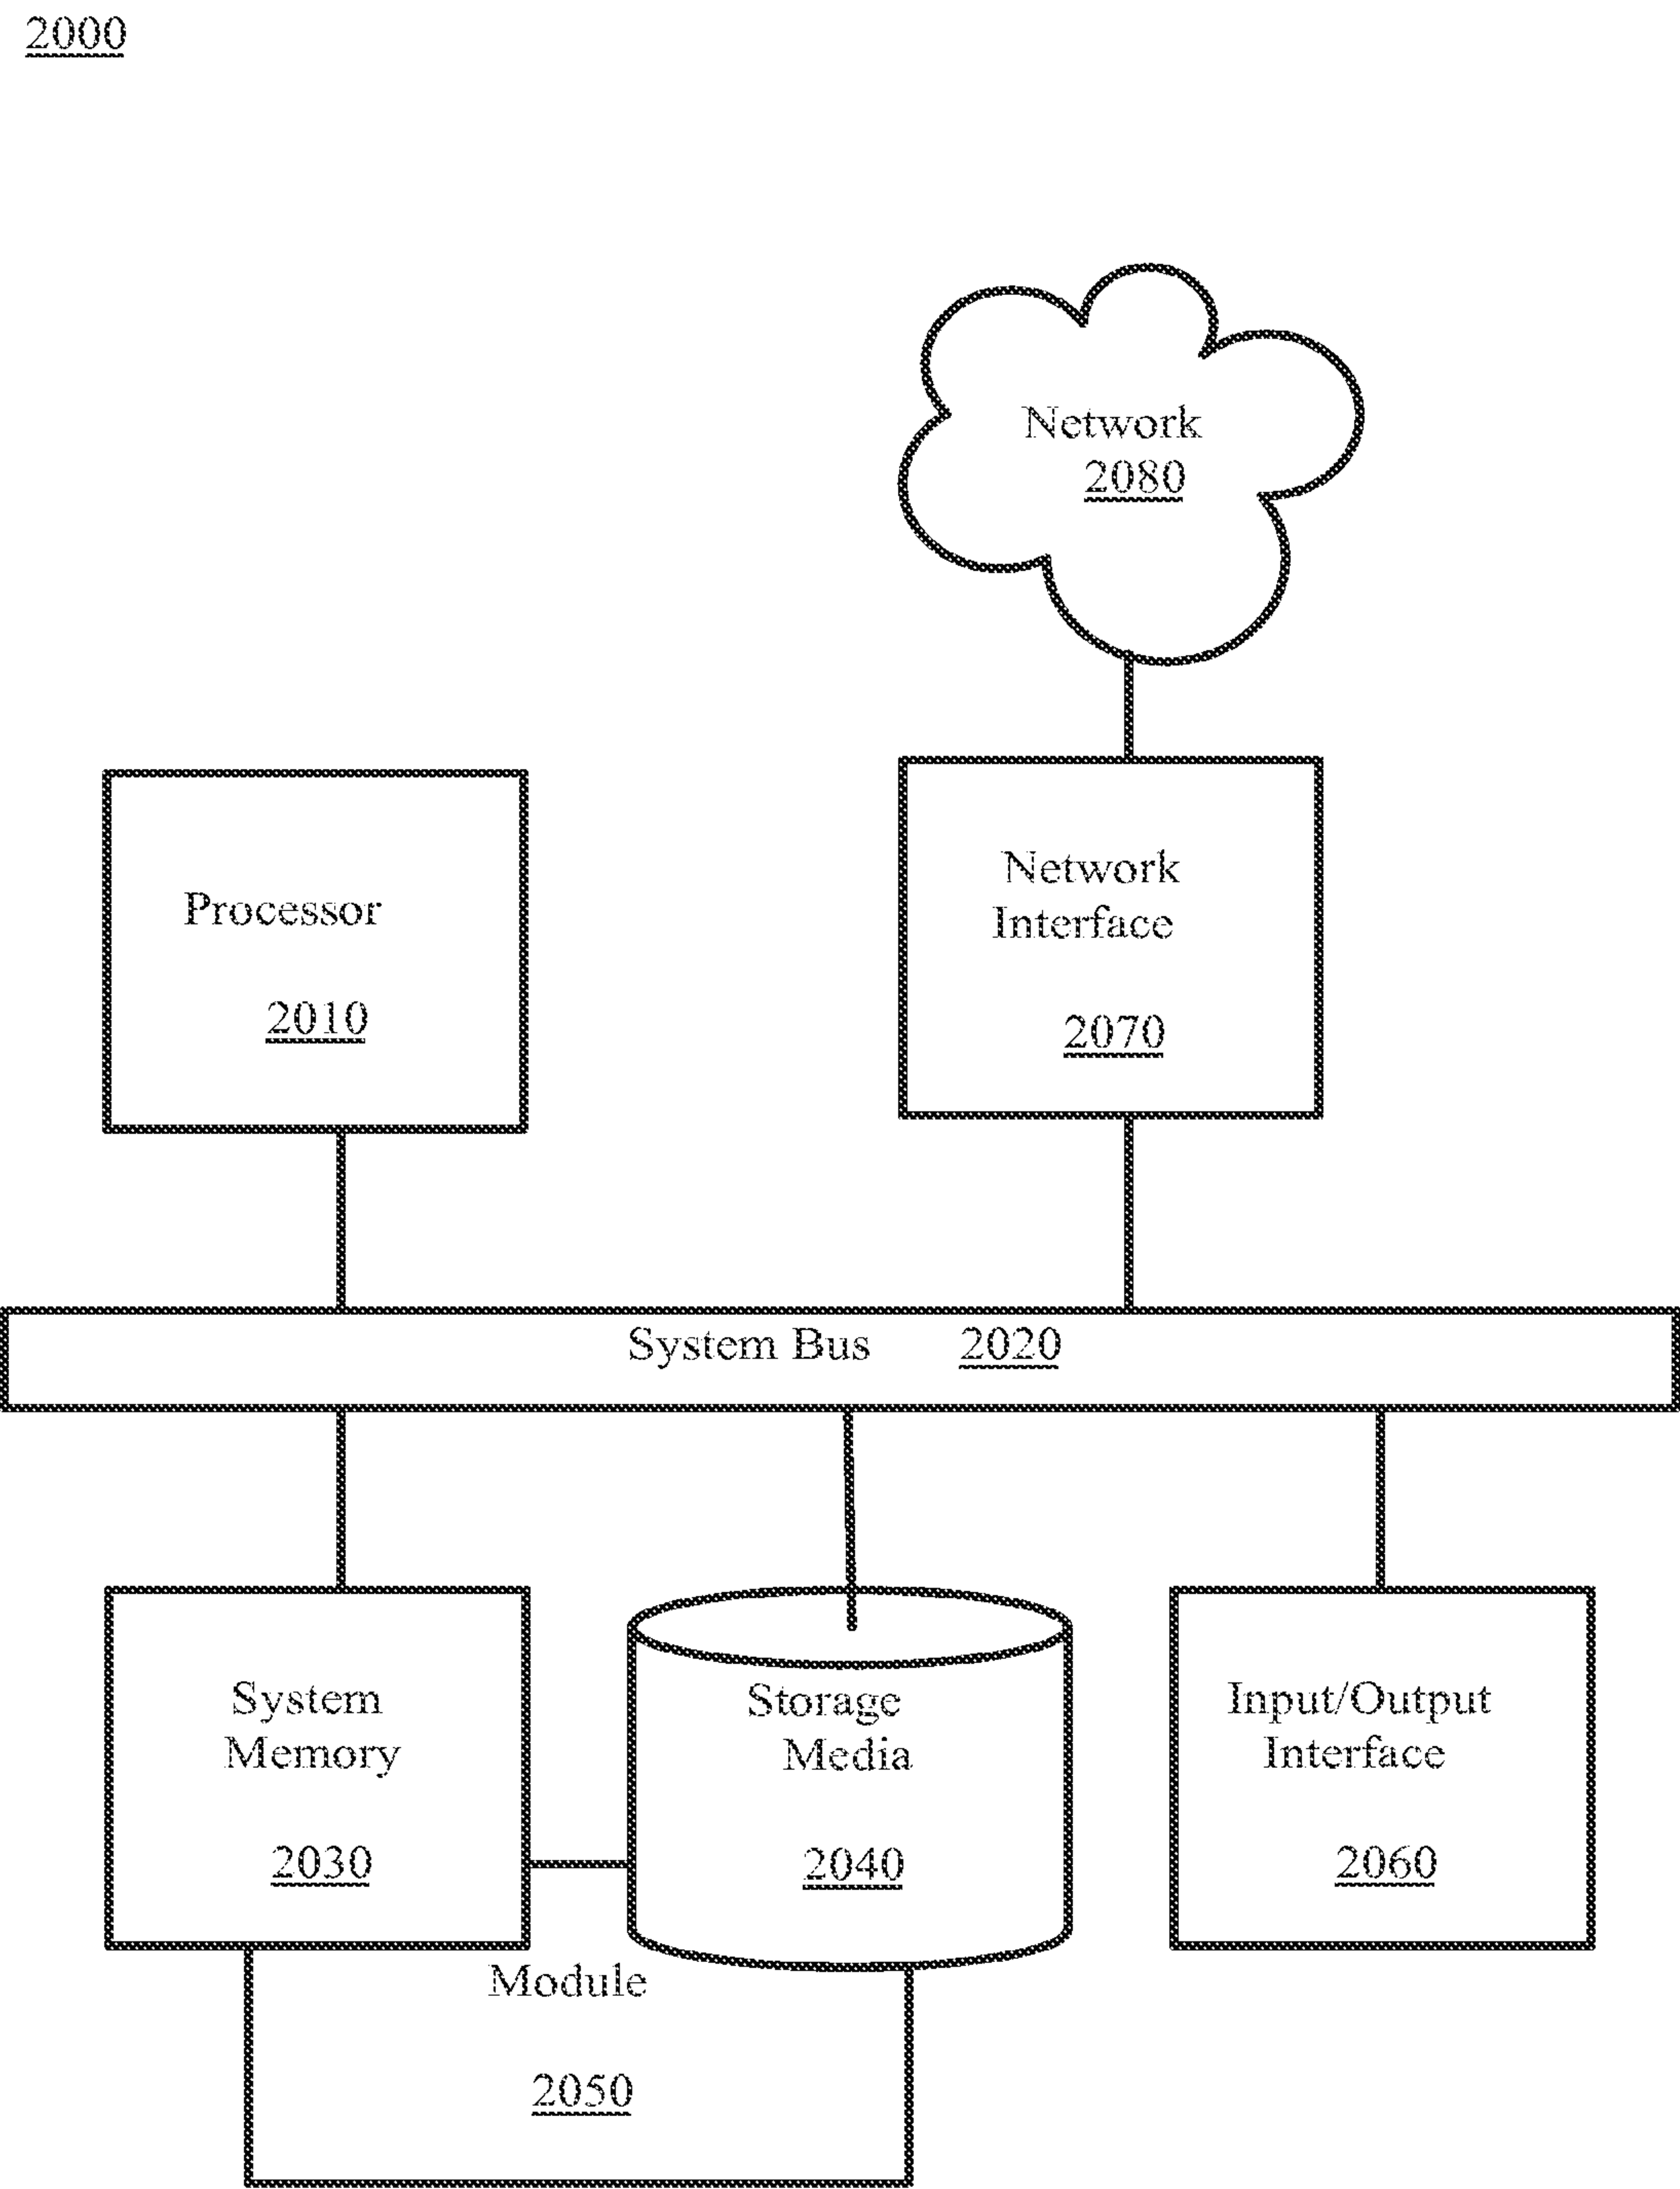 2000
Network
2080
Processor
2010
Network
Interface
2070
System Bus 2020
System
Memory
2030
Storage
Media
2040
Input/Output
Interface
2060
Module
2050